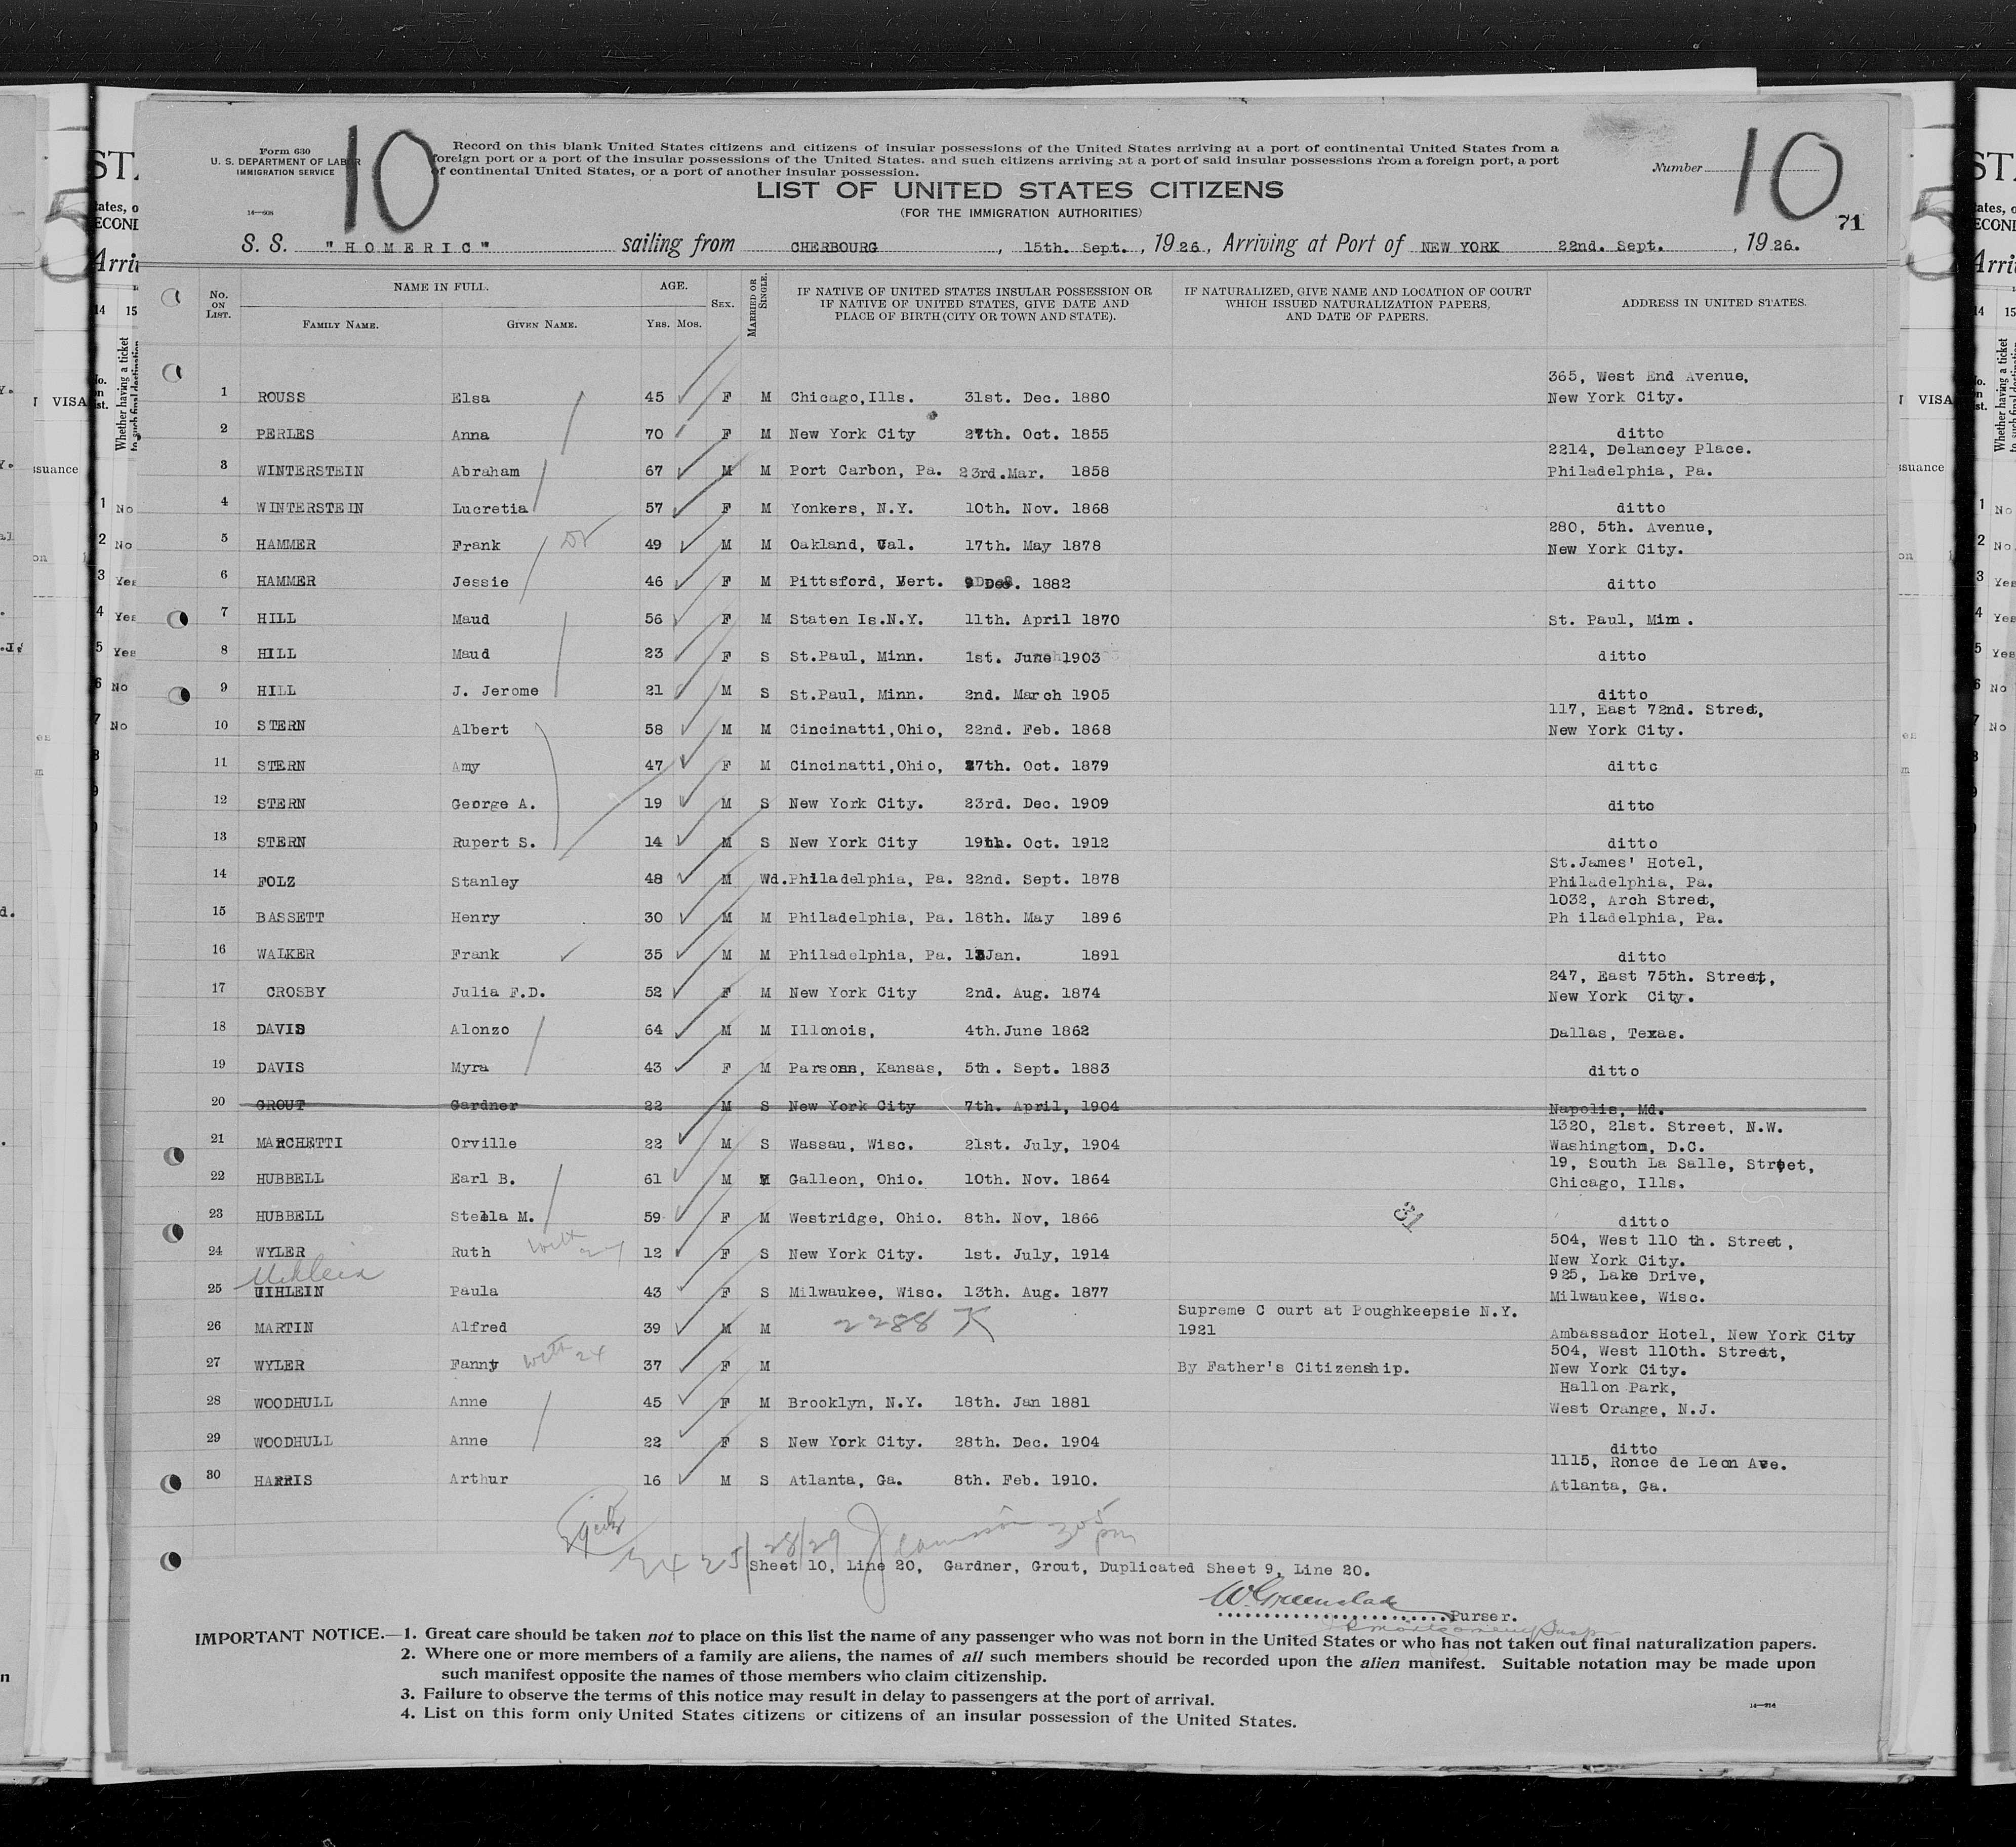 Form 630
U. S. DEPARTMENT OF LABOR
IMMIGRATION SERVICE
14—908
10
Record on this blank United States citizens and citizens of insular possessions of the United States arriving at a port of continental United States from a
foreign port or a port of the insular possessions of the United States. and such citizens arriving at a port of said insular possessions from a foreign port, a port
of continental United States, or a port of another insular possession.
Number 10
LIST OF UNITED STATES CITIZENS
(FOR THE IMMIGRATION AUTHORITIES)
71
S. S. "HOMERIC" sailing from CHERBOURG, 15th. Sept., 1926, Arriving at Port of NEW YORK 22nd. Sept., 1926.
No. ON LIST. NAME IN FULL. AGE. SEX. MARRIED OR SINGLE. IF NATIVE OF UNITED STATES INSULAR POSSESSION OR IF NATIVE OF UNITED STATES, GIVE DATE AND PLACE OF BIRTH (CITY OR TOWN AND STATE). IF NATURALIZED, GIVE NAME AND LOCATION OF COURT WHICH ISSUED NATURALIZATION PAPERS, AND DATE OF PAPERS. ADDRESS IN UNITED STATES.
FAMILY NAME. GIVEN NAME. YRS. MOS.
1 ROUSS Elsa 45 F M Chicago,Ills. 31st. Dec. 1880 365, West End Avenue, New York City.
2 PERLES Anna 70 F M New York City 27th. Oct. 1855 ditto
3 WINTERSTEIN Abraham 67 M M Port Carbon, Pa. 23rd.Mar. 1858 2214, Delancey Place. Philadelphia, Pa.
4 WINTERSTEIN Lucretia 57 F M Yonkers, N.Y. 10th. Nov. 1868 ditto
5 HAMMER Frank 49 M M Oakland, Cal. 17th. May 1878 280, 5th. Avenue, New York City.
6 HAMMER Jessie 46 F M Pittsford, Vert. 9 Dec. 1882 ditto
7 HILL Maud 56 F M Staten Is.N.Y. 11th. April 1870 St. Paul, Min.
8 HILL Maud 23 F S St.Paul, Minn. 1st. June 1903 ditto
9 HILL J. Jerome 21 M S St.Paul, Minn. 2nd. March 1905 ditto
10 STERN Albert 58 M M Cincinatti,Ohio, 22nd. Feb. 1868 117, East 72nd. Street, New York City.
11 STERN Amy 47 F M Cincinatti,Ohio, 27th. Oct. 1879 ditto
12 STERN George A. 19 M S New York City. 23rd. Dec. 1909 ditto
13 STERN Rupert S. 14 M S New York City 19th. Oct. 1912 ditto
14 FOLZ Stanley 48 M Wd. Philadelphia, Pa. 22nd. Sept. 1878 St.James' Hotel, Philadelphia, Pa.
15 BASSETT Henry 30 M M Philadelphia, Pa. 18th. May 1896 1032, Arch Street, Ph iladelphia, Pa.
16 WALKER Frank 35 M M Philadelphia, Pa. Jan. 1891 ditto
17 CROSBY Julia F.D. 52 F M New York City 2nd. Aug. 1874 247, East 75th. Street, New York City.
18 DAVIS Alonzo 64 M M Illonois, 4th.June 1862 Dallas, Texas.
19 DAVIS Myra 43 F M Parsons, Kansas, 5th. Sept. 1883 ditto
20 GROUT Gardner 22 M S New York City 7th. April, 1904 Napolis, Md.
21 MARCHETTI Orville 22 M S Wassau, Wisc. 21st. July, 1904 1320, 21st. Street, N.W. Washington, D.C.
22 HUBBELL Earl B. 61 M M Galleon, Ohio. 10th. Nov. 1864 19, South La Salle, Street, Chicago, Ills.
23 HUBBELL Stella M. 59 F M Westridge, Ohio. 8th. Nov, 1866 31 ditto
24 WYLER Ruth with 27 12 F S New York City. 1st. July, 1914 504, West 110 th. Street, New York City.
Uihlein
25 UIHLEIN Paula 43 F S Milwaukee, Wisc. 13th. Aug. 1877 925, Lake Drive, Milwaukee, Wisc.
26 MARTIN Alfred 39 M M 2288 K Supreme C ourt at Poughkeepsie N.Y. 1921 Ambassador Hotel, New York City
27 WYLER Fanny with 24 37 F M By Father's Citizenship. 504, West 110th. Street, New York City.
28 WOODHULL Anne 45 F M Brooklyn, N.Y. 18th. Jan 1881 Hallon Park, West Orange, N.J.
29 WOODHULL Anne 22 F S New York City. 28th. Dec. 1904 ditto
30 HARRIS Arthur 16 M S Atlanta, Ga. 8th. Feb. 1910. 1115, Ronce de Leon Ave. Atlanta, Ga.
24 25 28/29 305 pm
Sheet 10, Line 20, Gardner, Grout, Duplicated Sheet 9, Line 20.
W Greenslade
Purser.
IMPORTANT NOTICE.—1. Great care should be taken not to place on this list the name of any passenger who was not born in the United States or who has not taken out final naturalization papers.
2. Where one or more members of a family are aliens, the names of all such members should be recorded upon the alien manifest. Suitable notation may be made upon
such manifest opposite the names of those members who claim citizenship.
3. Failure to observe the terms of this notice may result in delay to passengers at the port of arrival.
4. List on this form only United States citizens or citizens of an insular possession of the United States.
14—914